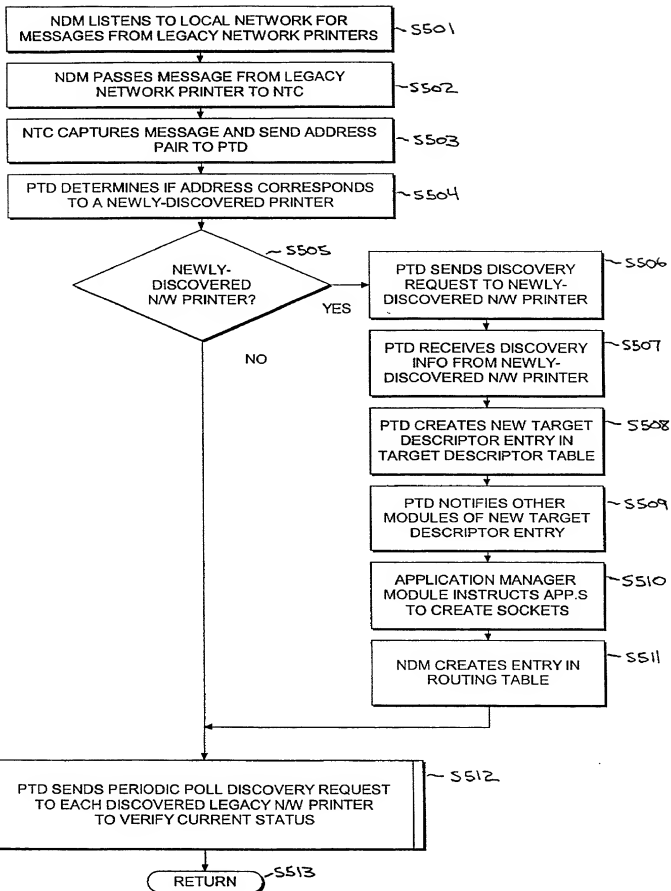 NDM LISTENS TO LOCAL NETWORK FOR
MESSAGES FROM LEGACY NETWORK PRINTERS
S501
NDM PASSES MESSAGE FROM LEGACY
NETWORK PRINTER TO NTC
S502
NTC CAPTURES MESSAGE AND SEND ADDRESS
PAIR TO PTD
S503
PTD DETERMINES IF ADDRESS CORRESPONDS
TO A NEWLY-DISCOVERED PRINTER
S504
NEWLY-
DISCOVERED
N/W PRINTER?
S505
YES
NO
PTD SENDS DISCOVERY
REQUEST TO NEWLY-
DISCOVERED N/W PRINTER
S506
PTD RECEIVES DISCOVERY
INFO FROM NEWLY-
DISCOVERED N/W PRINTER
S507
PTD CREATES NEW TARGET
DESCRIPTOR ENTRY IN
TARGET DESCRIPTOR TABLE
S508
PTD NOTIFIES OTHER
MODULES OF NEW TARGET
DESCRIPTOR ENTRY
S509
APPLICATION MANAGER
MODULE INSTRUCTS APP.S
TO CREATE SOCKETS
S510
NDM CREATES ENTRY IN
ROUTING TABLE
S511
PTD SENDS PERIODIC POLL DISCOVERY REQUEST
TO EACH DISCOVERED LEGACY N/W PRINTER
TO VERIFY CURRENT STATUS
S512
RETURN
S513